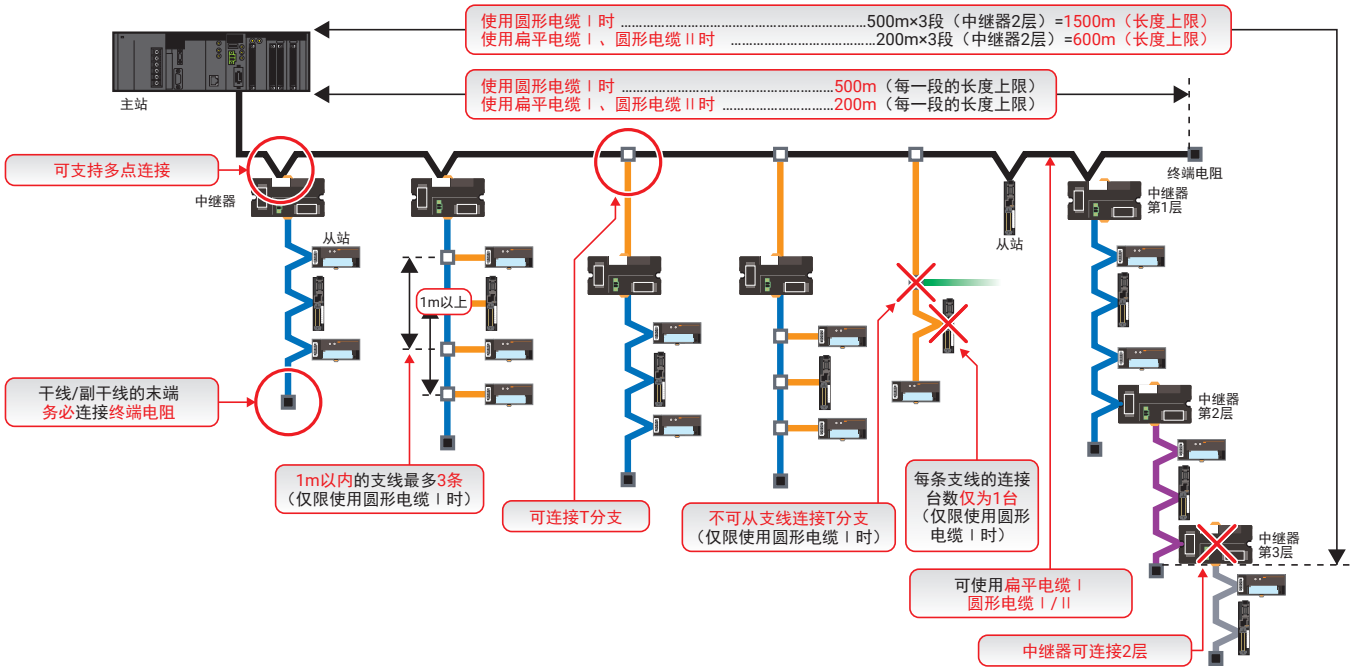 使用圆形电缆Ⅰ时 ................................................500m×3段（中继器2层）=1500m（长度上限）
使用扁平电缆Ⅰ、圆形电缆Ⅱ时 ..................................200m×3段（中继器2层）=600m（长度上限）
主站
使用圆形电缆Ⅰ时 ..........................................500m（每一段的长度上限）
使用扁平电缆Ⅰ、圆形电缆Ⅱ时 ......................200m（每一段的长度上限）
可支持多点连接
终端电阻
中继器
中继器
第1层
从站
从站
1m以上
干线/副干线的末端
务必连接终端电阻
中继器
第2层
1m以内的支线最多3条
（仅限使用圆形电缆Ⅰ时）
可连接T分支
不可从支线连接T分支
（仅限使用圆形电缆Ⅰ时）
每条支线的连接
台数仅为1台
（仅限使用圆形
电缆Ⅰ时）
中继器
第3层
可使用扁平电缆Ⅰ
圆形电缆Ⅰ/Ⅱ
中继器可连接2层